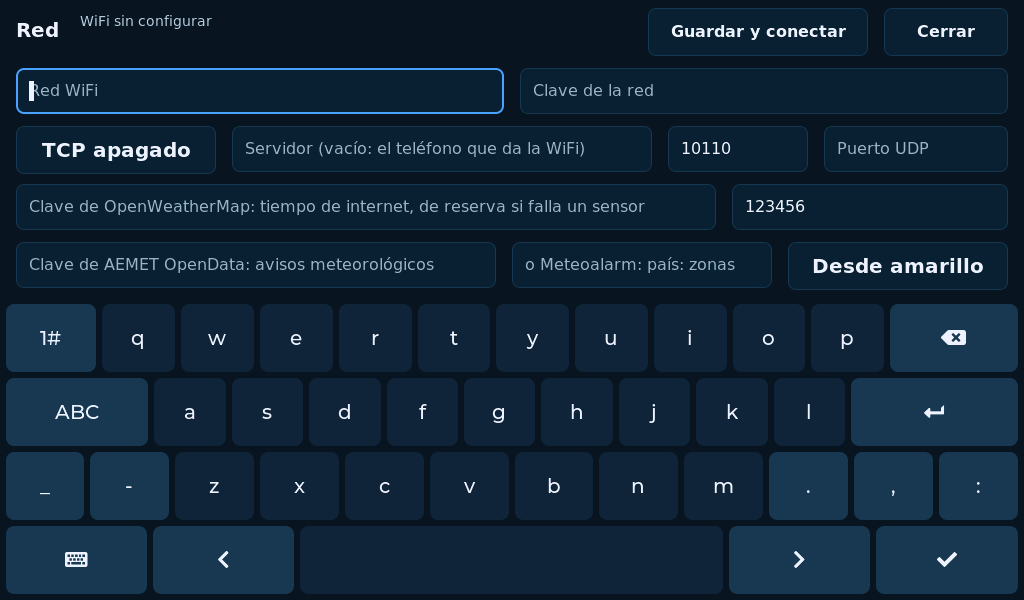 Red WiFi sin configurar Guardar y conectar Cerrar
Red WiFi Clave de la red
TCP apagado Servidor (vacío: el teléfono que da la WiFi) 10110 Puerto UDP
Clave de OpenWeatherMap: tiempo de internet, de reserva si falla un sensor 123456
Clave de AEMET OpenData: avisos meteorológicos o Meteoalarm: país: zonas Desde amarillo
1# q w e r t y u i o p
ABC a s d f g h j k l
_ - z x c v b n m . , :